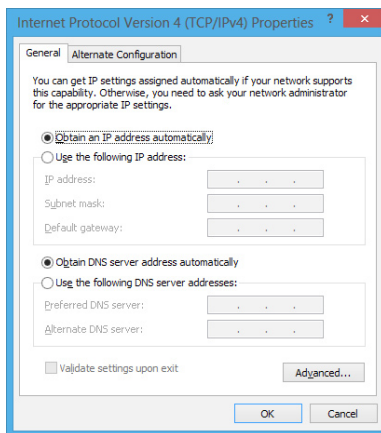 Internet Protocol Version 4 (TCP/IPv4) Properties ? ×
General Alternate Configuration
You can get IP settings assigned automatically if your network supports
this capability. Otherwise, you need to ask your network administrator
for the appropriate IP settings.
Obtain an IP address automatically
Use the following IP address:
IP address: . . .
Subnet mask: . . .
Default gateway: . . .
Obtain DNS server address automatically
Use the following DNS server addresses:
Preferred DNS server: . . .
Alternate DNS server: . . .
Validate settings upon exit
Advanced...
OK Cancel